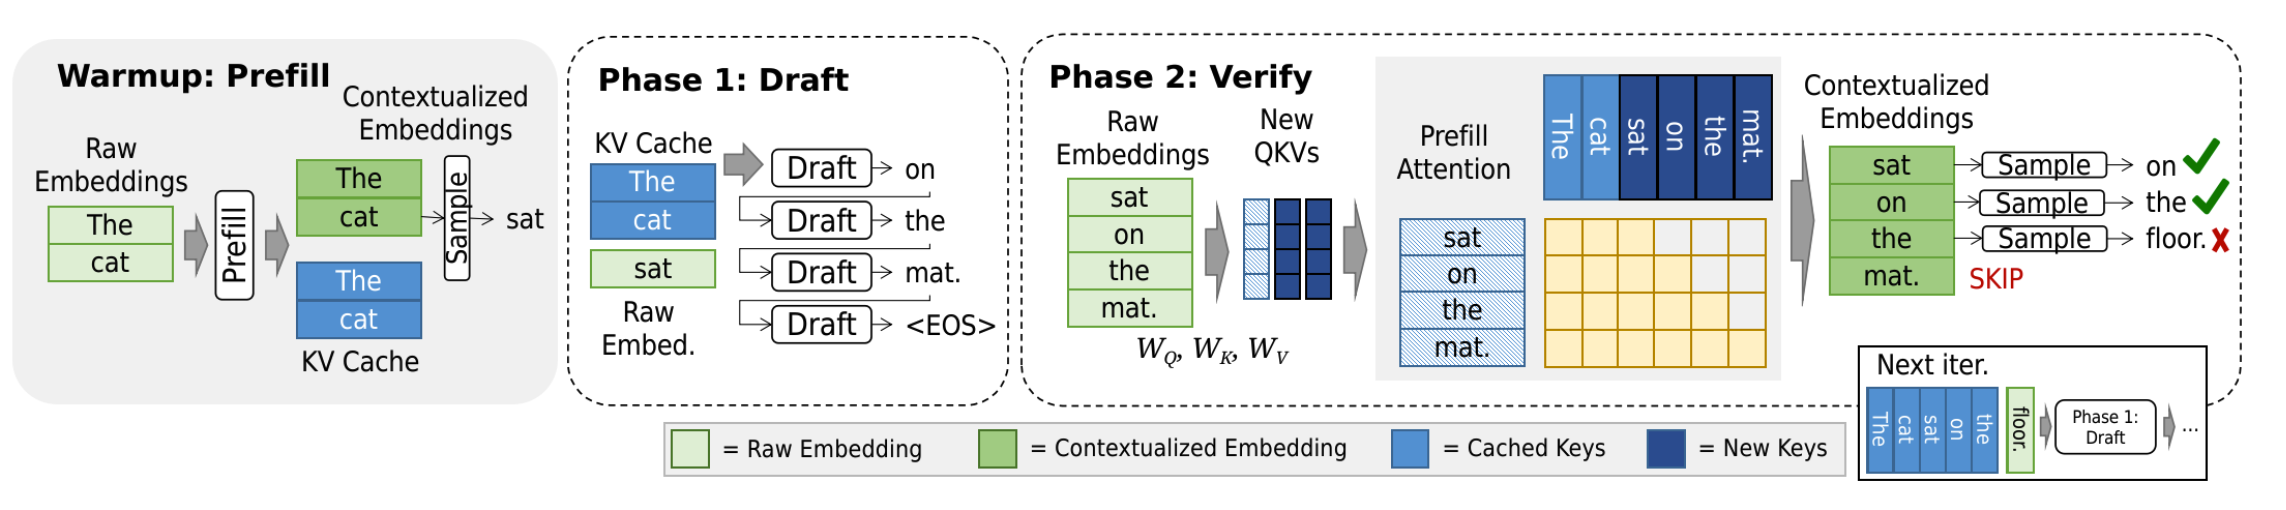 Warmup: Prefill
Contextualized
Embeddings
Raw
Embeddings
The
cat
Prefill
The
cat
The
cat
KV Cache
Sample
sat
Phase 1: Draft
KV Cache
The
cat
sat
Raw
Embed.
Draft
on
Draft
the
Draft
mat.
Draft
<EOS>
Phase 2: Verify
Raw
Embeddings
sat
on
the
mat.
New
QKVs
W_Q, W_K, W_V
Prefill
Attention
The
cat
sat
on
the
mat.
sat
on
the
mat.
Contextualized
Embeddings
sat
Sample
on
on
Sample
the
the
Sample
floor.
mat.
SKIP
Next iter.
The
cat
sat
on
the
floor.
Phase 1:
Draft
...
= Raw Embedding
= Contextualized Embedding
= Cached Keys
= New Keys